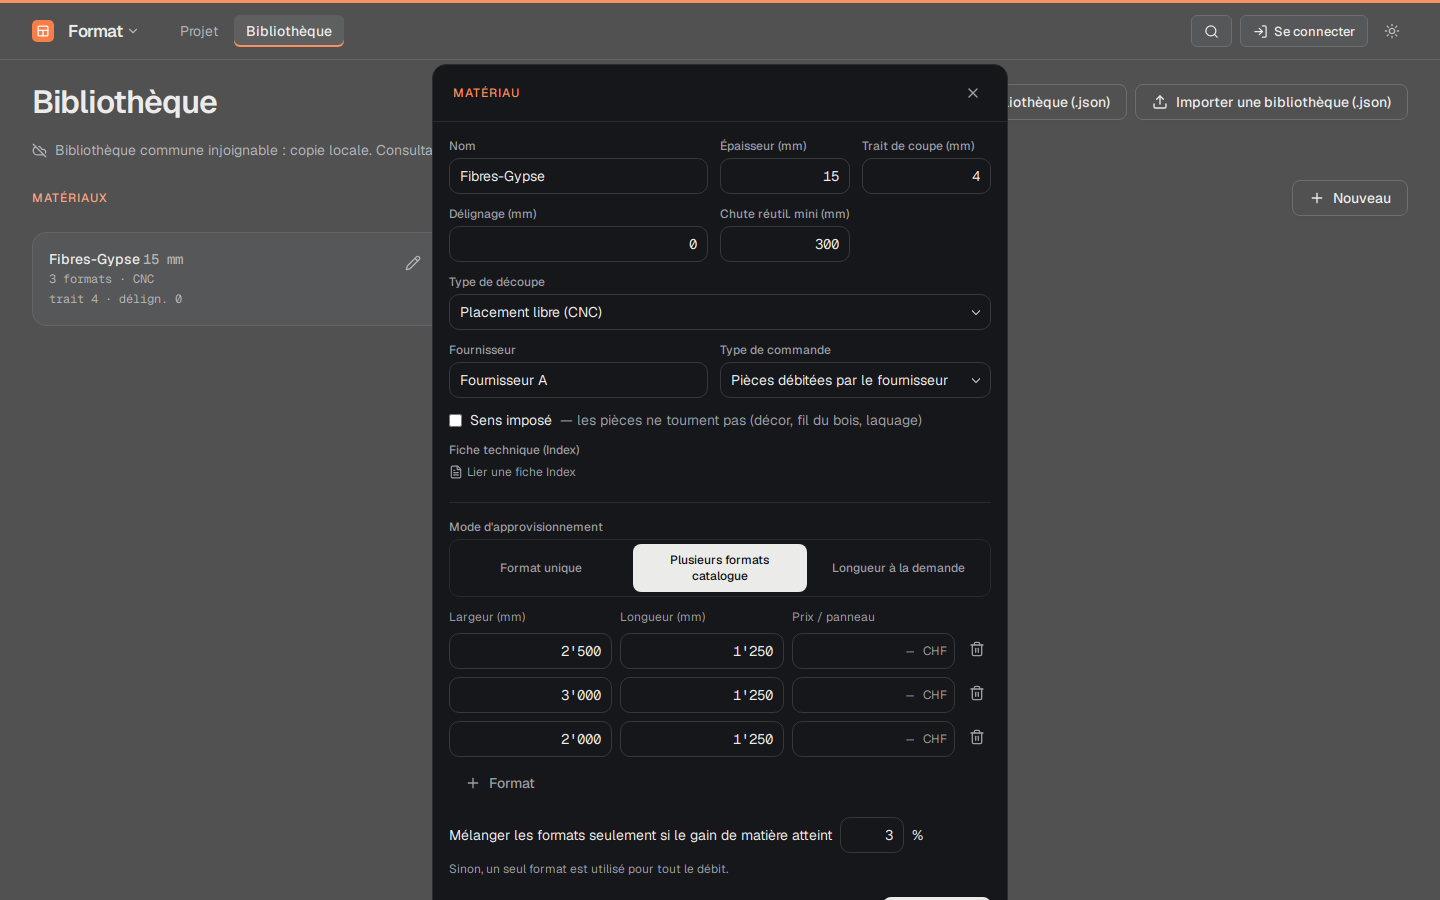 Format
Projet
Bibliothèque
Se connecter
Bibliothèque
liothèque (.json)
Importer une bibliothèque (.json)
Bibliothèque commune injoignable : copie locale. Consulta
MATÉRIAUX
Nouveau
Fibres-Gypse 15 mm
3 formats · CNC
trait 4 · délign. 0
MATÉRIAU
Nom
Épaisseur (mm)
Trait de coupe (mm)
Fibres-Gypse
15
4
Délignage (mm)
Chute réutil. mini (mm)
0
300
Type de découpe
Placement libre (CNC)
Fournisseur
Type de commande
Fournisseur A
Pièces débitées par le fournisseur
Sens imposé — les pièces ne tournent pas (décor, fil du bois, laquage)
Fiche technique (Index)
Lier une fiche Index
Mode d'approvisionnement
Format unique
Plusieurs formats
catalogue
Longueur à la demande
Largeur (mm)
Longueur (mm)
Prix / panneau
2'500
1'250
— CHF
3'000
1'250
— CHF
2'000
1'250
— CHF
Format
Mélanger les formats seulement si le gain de matière atteint 3 %
Sinon, un seul format est utilisé pour tout le débit.